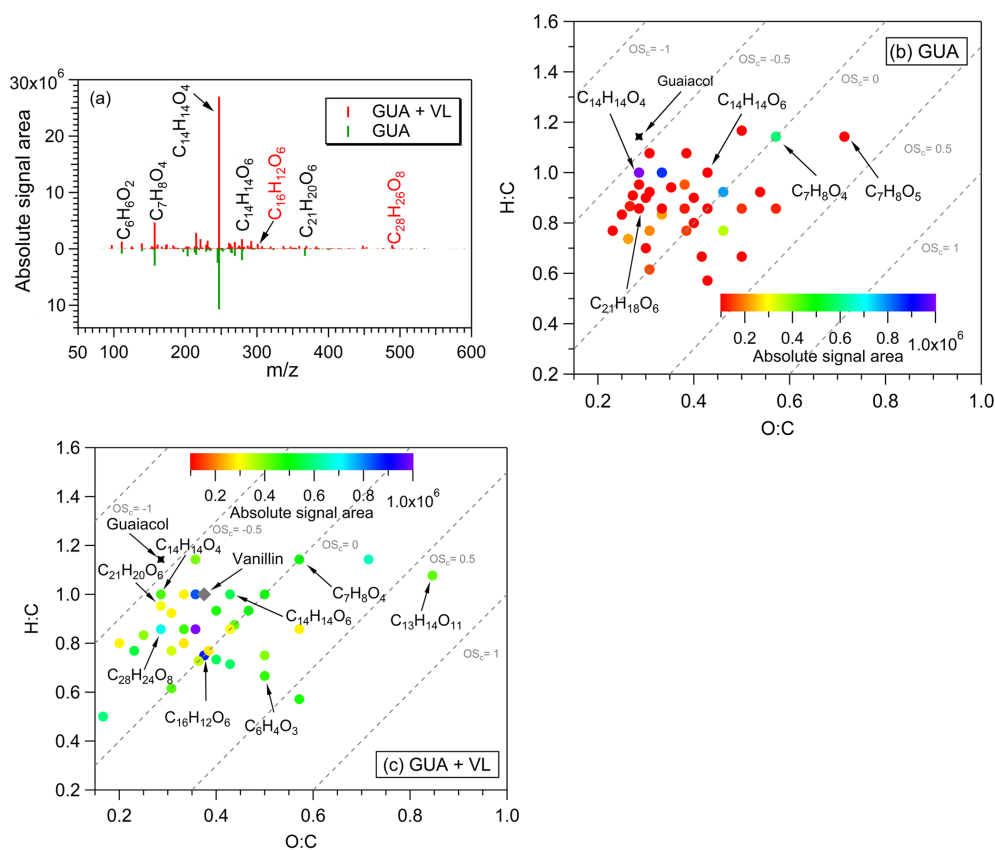 (a)
Absolute signal area
30x10⁶
20
10
0
10
GUA + VL
GUA
C₆H₆O₂
C₇H₈O₄
C₁₄H₁₄O₄
C₁₄H₁₄O₆
C₁₆H₁₂O₆
C₂₁H₂₀O₆
C₂₈H₂₆O₈
50 100 200 300 400 500 600
m/z
(b) GUA
H:C
1.6
1.4
1.2
1.0
0.8
0.6
0.4
0.2
OSc= -1
OSc= -0.5
OSc= 0
OSc= 0.5
OSc= 1
C₁₄H₁₄O₄
Guaiacol
C₁₄H₁₄O₆
C₇H₈O₄
C₇H₈O₅
C₂₁H₁₈O₆
0.2 0.4 0.6 0.8 1.0x10⁶
Absolute signal area
0.2 0.4 0.6 0.8 1.0
O:C
H:C
1.6
1.4
1.2
1.0
0.8
0.6
0.4
0.2
0.2 0.4 0.6 0.8 1.0x10⁶
Absolute signal area
OSc= -1
OSc= -0.5
OSc= 0
OSc= 0.5
OSc= 1
Guaiacol
C₁₄H₁₄O₄
Vanillin
C₂₁H₂₀O₆
C₇H₈O₄
C₁₄H₁₄O₆
C₁₃H₁₄O₁₁
C₂₈H₂₄O₈
C₁₆H₁₂O₆
C₆H₄O₃
(c) GUA + VL
0.2 0.4 0.6 0.8 1.0
O:C